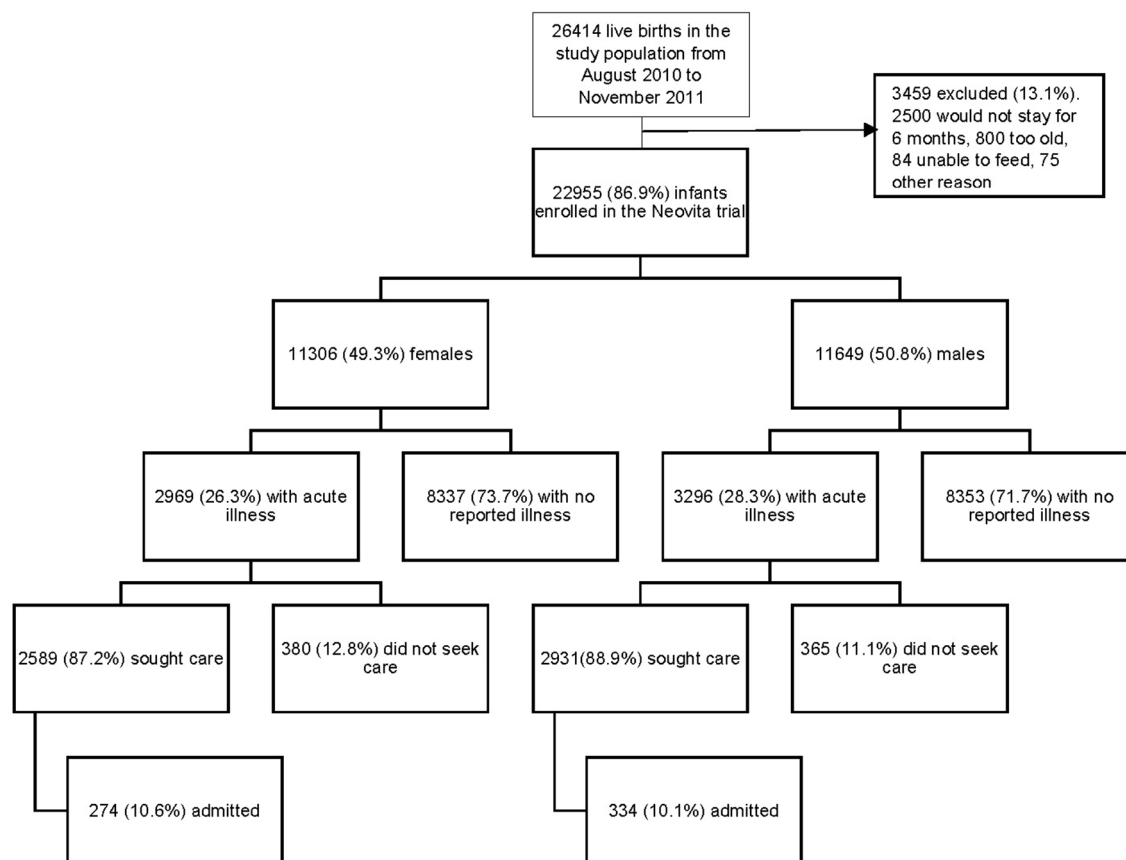 26414 live births in the
study population from
August 2010 to
November 2011
3459 excluded (13.1%).
2500 would not stay for
6 months, 800 too old,
84 unable to feed, 75
other reason
22955 (86.9%) infants
enrolled in the Neovita trial
11306 (49.3%) females
11649 (50.8%) males
2969 (26.3%) with acute
illness
8337 (73.7%) with no
reported illness
3296 (28.3%) with acute
illness
8353 (71.7%) with no
reported illness
2589 (87.2%) sought care
380 (12.8%) did not seek
care
2931(88.9%) sought care
365 (11.1%) did not seek
care
274 (10.6%) admitted
334 (10.1%) admitted